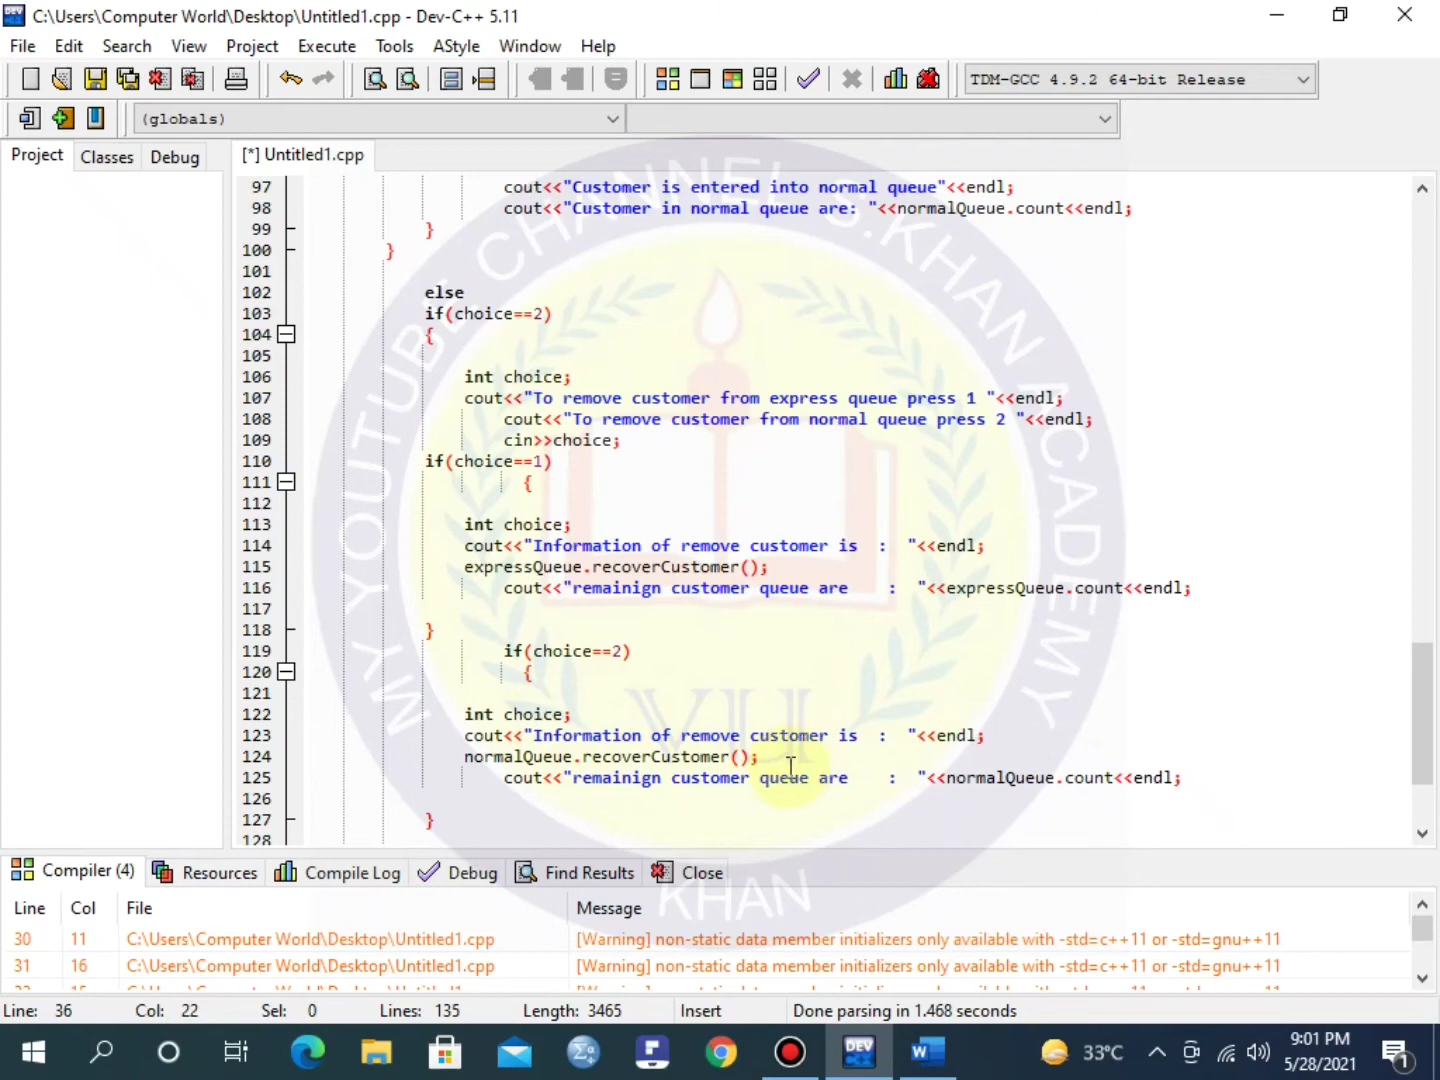 C:\Users\Computer World\Desktop\Untitled1.cpp - Dev-C++ 5.11
File Edit Search View Project Execute Tools AStyle Window Help
TDM-GCC 4.9.2 64-bit Release
(globals)
Project Classes Debug [*] Untitled1.cpp
97 cout<<"Customer is entered into normal queue"<<endl;
98 cout<<"Customer in normal queue are: "<<normalQueue.count<<endl;
99 }
100 }
101
102 else
103 if(choice==2)
104 {
105
106 int choice;
107 cout<<"To remove customer from express queue press 1 "<<endl;
108 cout<<"To remove customer from normal queue press 2 "<<endl;
109 cin>>choice;
110 if(choice==1)
111 {
112
113 int choice;
114 cout<<"Information of remove customer is  :  "<<endl;
115 expressQueue.recoverCustomer();
116 cout<<"remainign customer queue are    :  "<<expressQueue.count<<endl;
117
118 }
119 if(choice==2)
120 {
121
122 int choice;
123 cout<<"Information of remove customer is  :  "<<endl;
124 normalQueue.recoverCustomer();
125 cout<<"remainign customer queue are    :  "<<normalQueue.count<<endl;
126
127 }
128
MY YOUTUBE CHANNEL S.KHAN ACADEMY
VU
KHAN
Compiler (4) Resources Compile Log Debug Find Results Close
Line Col File Message
30 11 C:\Users\Computer World\Desktop\Untitled1.cpp [Warning] non-static data member initializers only available with -std=c++11 or -std=gnu++11
31 16 C:\Users\Computer World\Desktop\Untitled1.cpp [Warning] non-static data member initializers only available with -std=c++11 or -std=gnu++11
Line: 36 Col: 22 Sel: 0 Lines: 135 Length: 3465 Insert Done parsing in 1.468 seconds
DEV
33°C
9:01 PM
5/28/2021
1